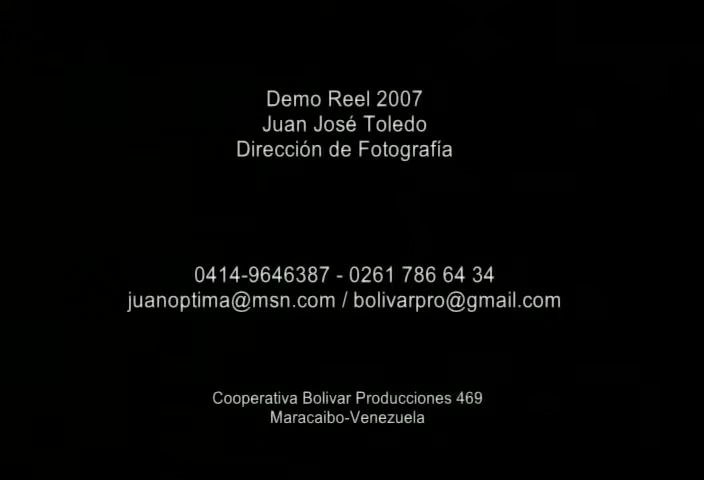 Demo Reel 2007
Juan José Toledo
Dirección de Fotografía
0414-9646387 - 0261 786 64 34
juanoptima@msn.com / bolivarpro@gmail.com
Cooperativa Bolivar Producciones 469
Maracaibo-Venezuela